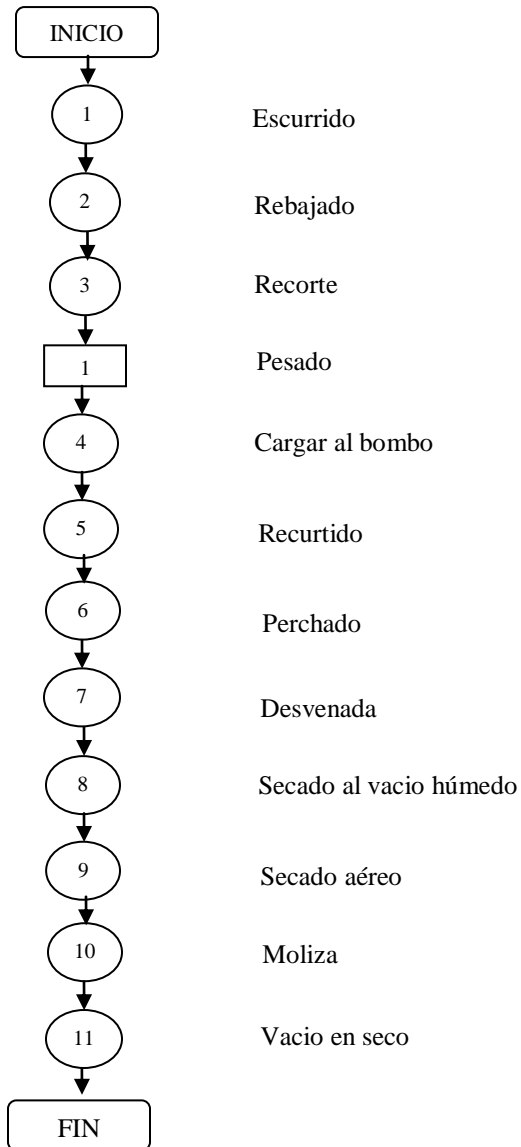 INICIO
1 Escurrido
2 Rebajado
3 Recorte
1 Pesado
4 Cargar al bombo
5 Recurtido
6 Perchado
7 Desvenada
8 Secado al vacio húmedo
9 Secado aéreo
10 Moliza
11 Vacio en seco
FIN